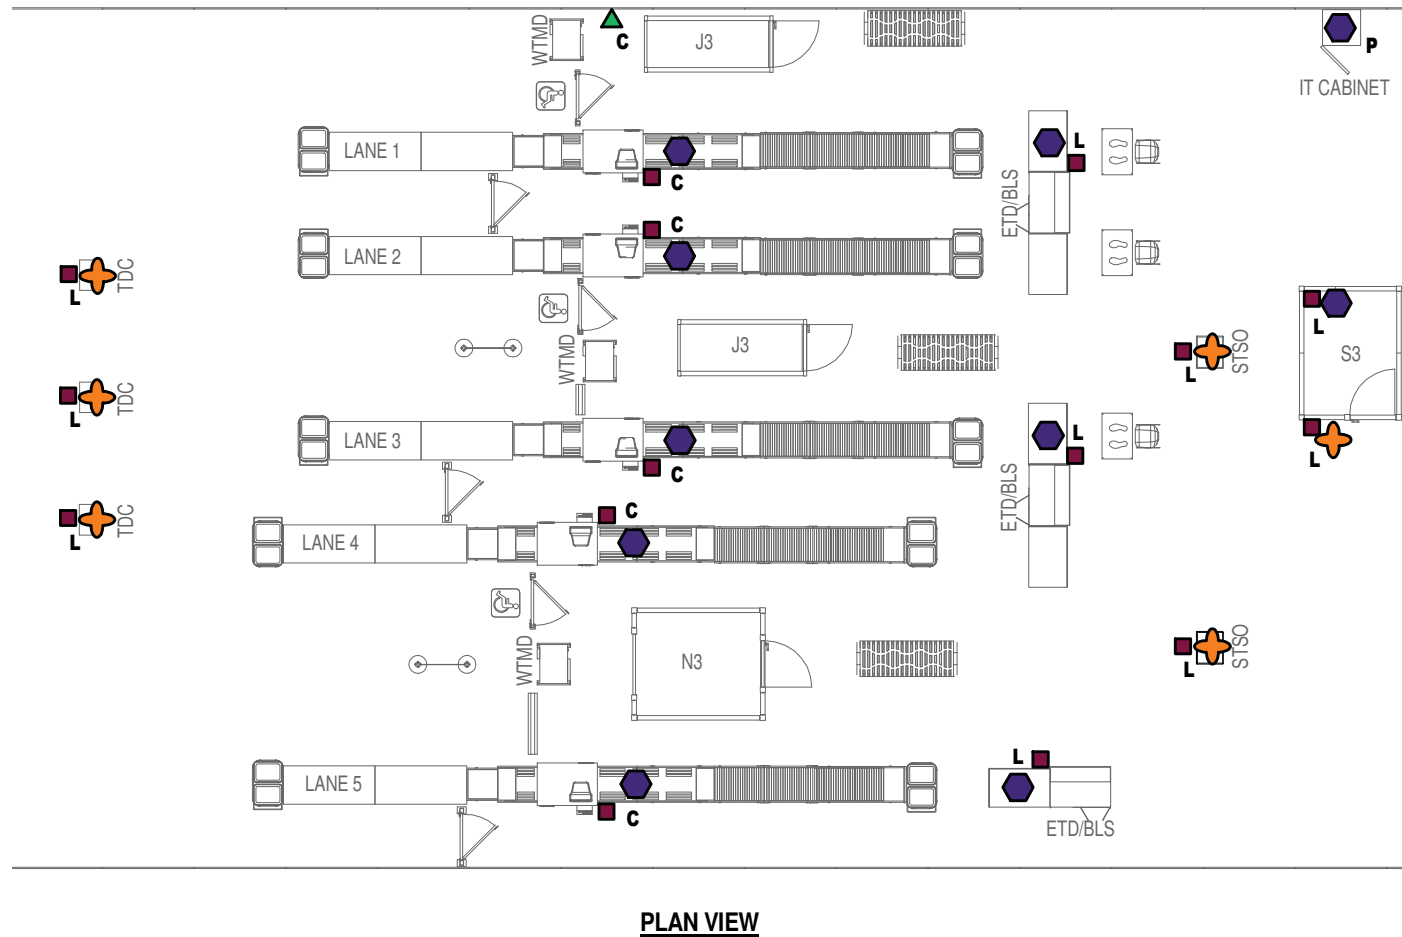 WTMD
C
J3
P
IT CABINET
LANE 1
C
L
ETD/BLS
C
LANE 2
TDC
L
L
S3
WTMD
J3
STSO
L
TDC
L
LANE 3
C
L
ETD/BLS
L
TDC
L
C
LANE 4
WTMD
N3
STSO
L
LANE 5
C
L
ETD/BLS
PLAN VIEW